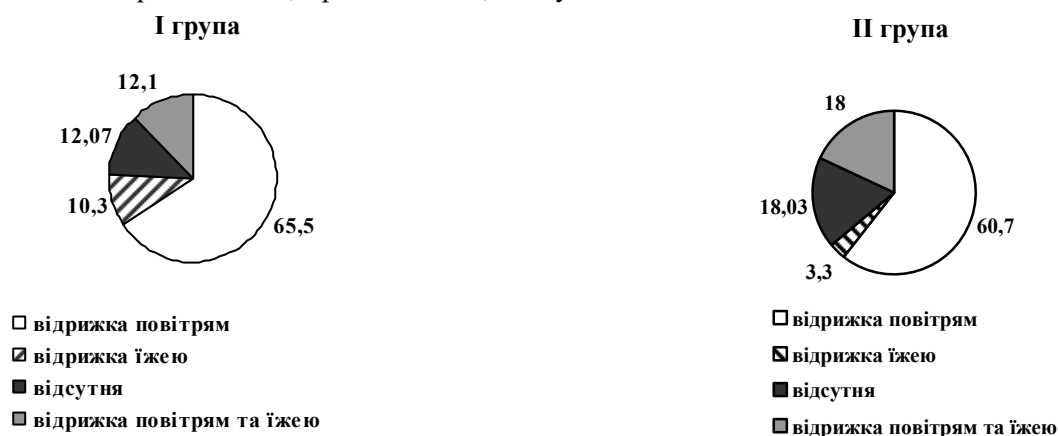 І група
12,1
12,07
10,3
65,5
відрижка повітрям
відрижка їжею
відсутня
відрижка повітрям та їжею
ІІ група
18
18,03
3,3
60,7
відрижка повітрям
відрижка їжею
відсутня
відрижка повітрям та їжею